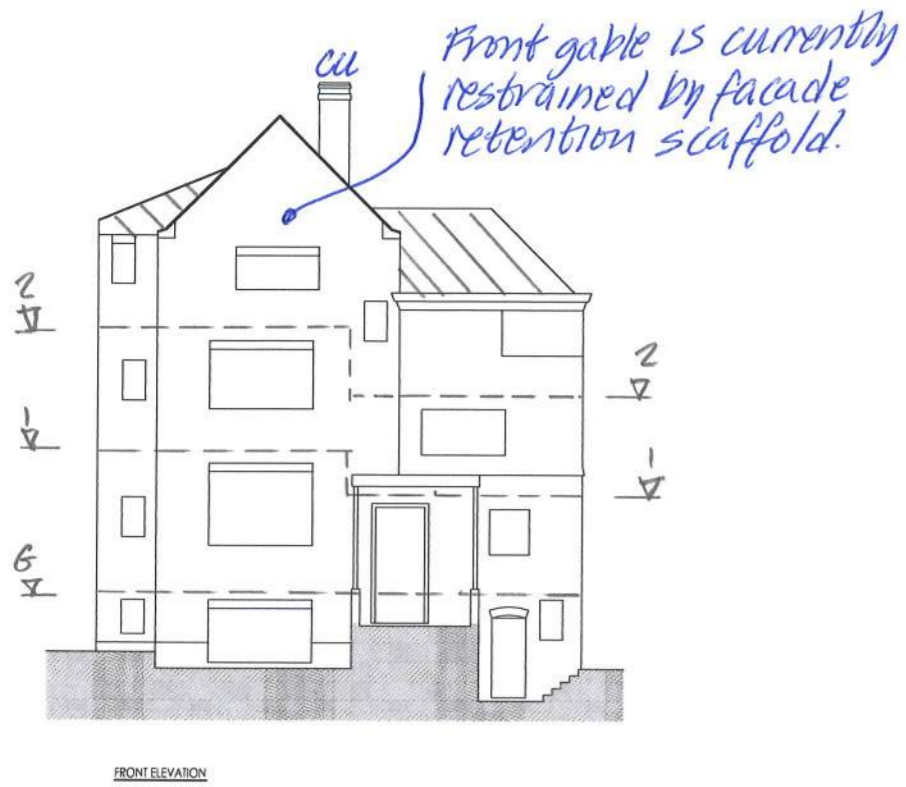 CU
Front gable is currently
restrained by facade
retention scaffold.
2
2
1
1
G
FRONT ELEVATION